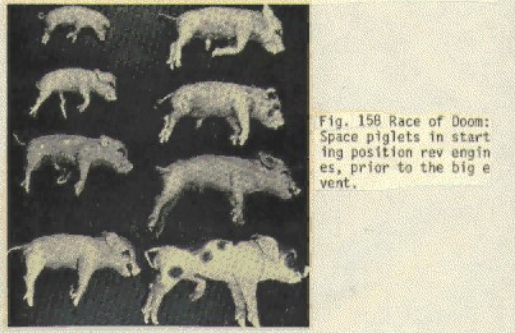 Fig. 158 Race of Doom:
Space piglets in start
ing position rev engin
es, prior to the big e
vent.